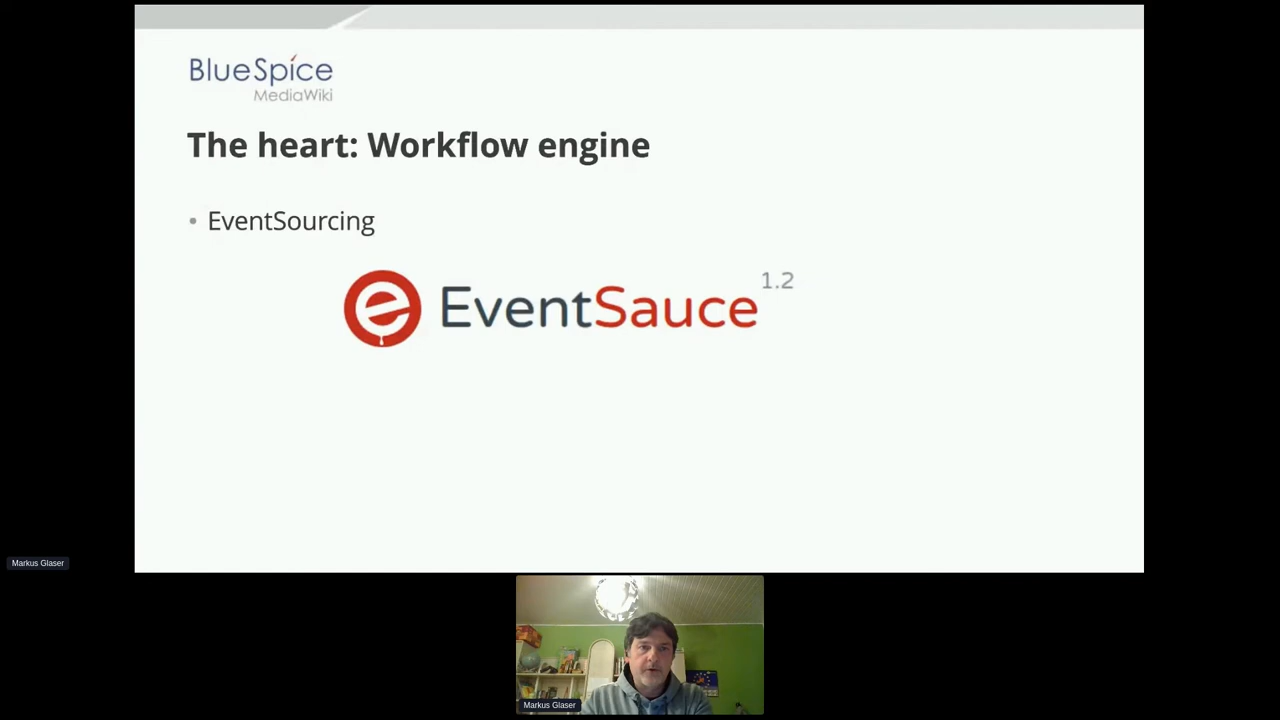 BlueSpice
MediaWiki
The heart: Workflow engine
• EventSourcing
EventSauce 1.2
Markus Glaser
Markus Glaser